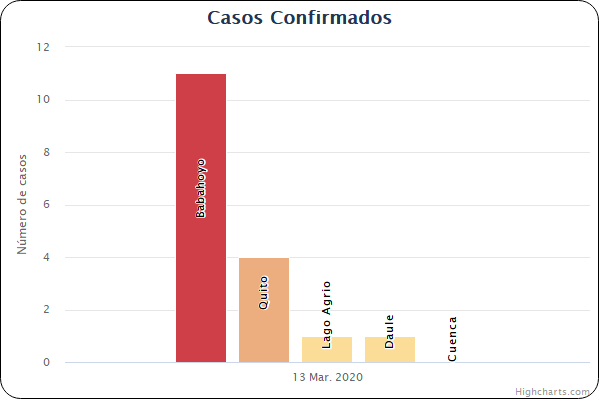 Casos Confirmados
Número de casos
12
10
8
6
4
2
0
Babahoyo
Quito
Lago Agrio
Daule
Cuenca
13 Mar. 2020
Highcharts.com